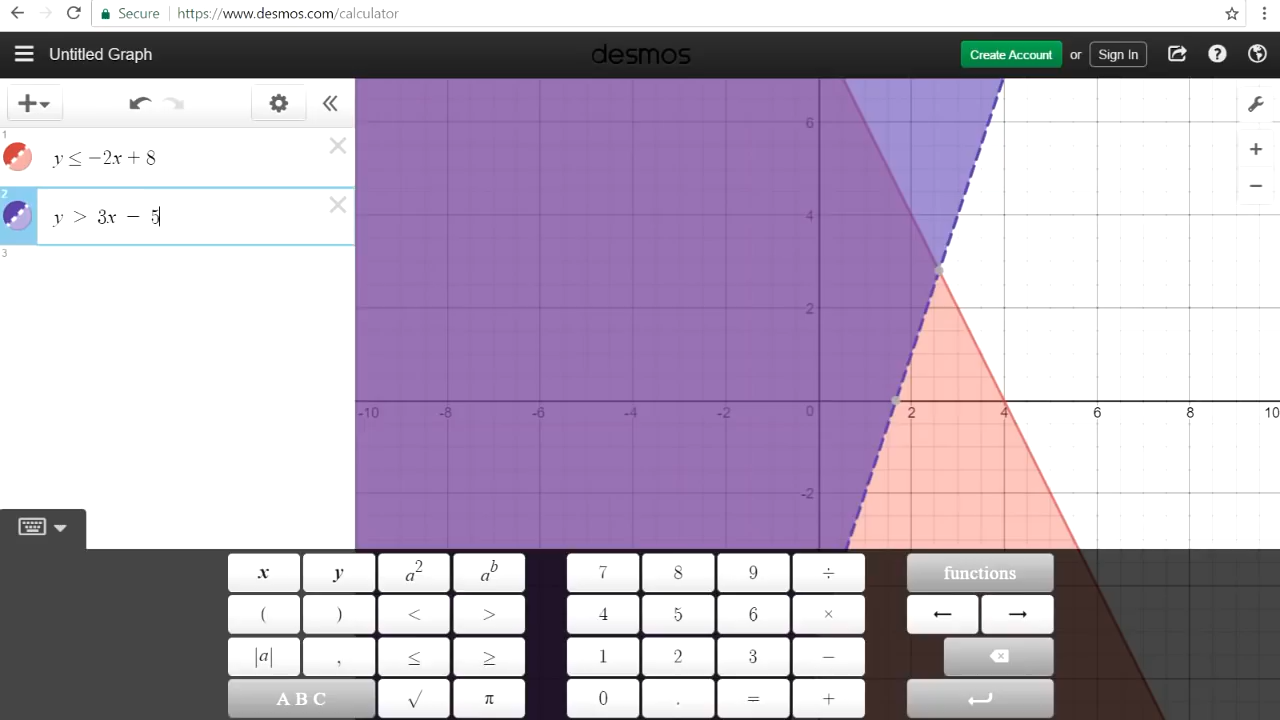 Secure https://www.desmos.com/calculator
Untitled Graph
desmos
Create Account or Sign In
1
y ≤ −2x + 8
2
y > 3x − 5
3
6
4
2
-10 -8 -6 -4 -2 0 2 4 6 8 10
-2
x y a² aᵇ 7 8 9 ÷ functions
( ) < > 4 5 6 × ← →
|a| , ≤ ≥ 1 2 3 −
A B C √ π 0 . = +